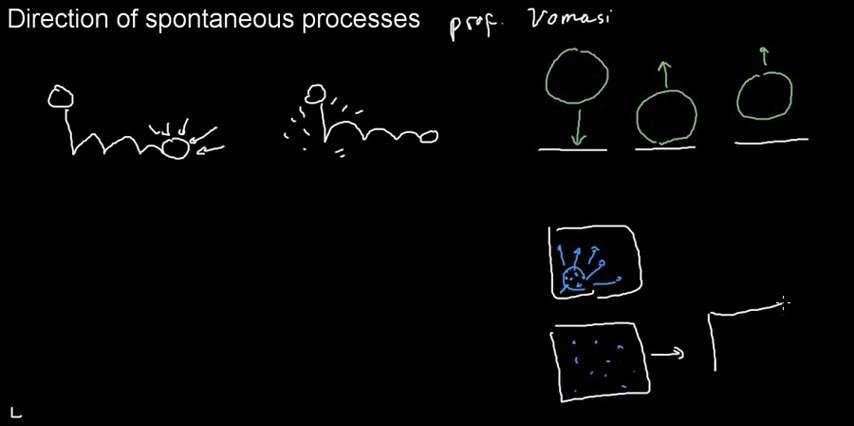 Direction of spontaneous processes prof. Vomasi
L